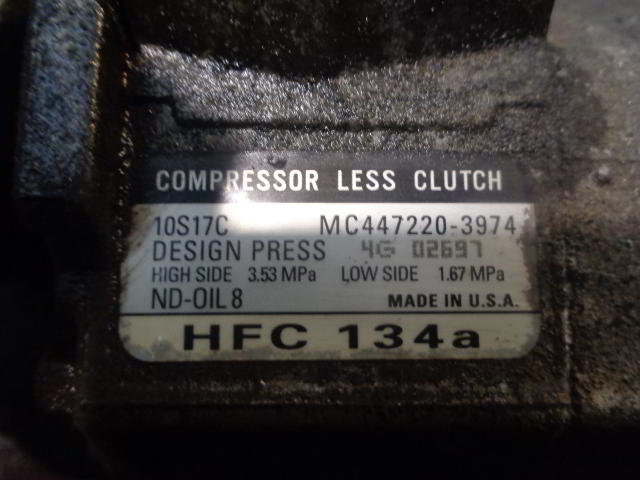 COMPRESSOR LESS CLUTCH
10S17C MC447220-3974
DESIGN PRESS 4G 02697
HIGH SIDE 3.53 MPa LOW SIDE 1.67 MPa
ND-OIL 8 MADE IN U.S.A.
HFC 134a